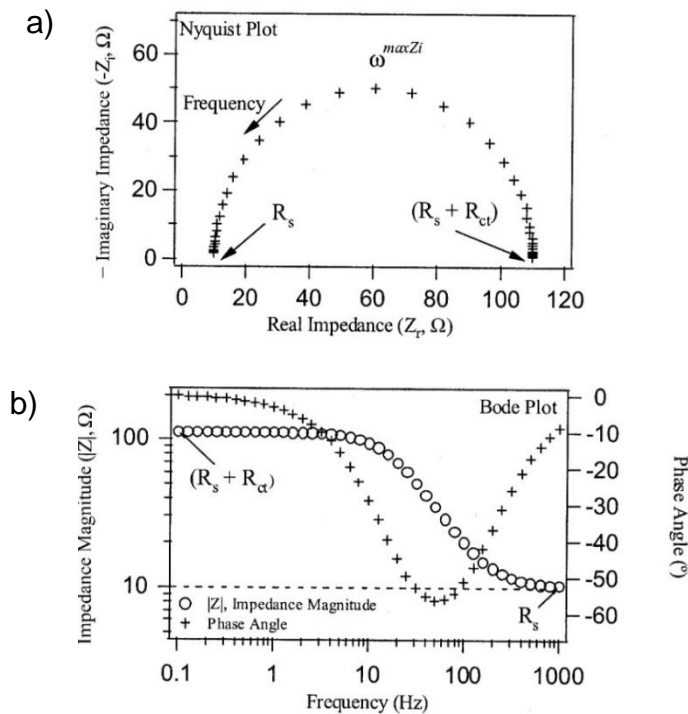 a)
Nyquist Plot
ω^maxZi
Frequency
R_s
(R_s + R_ct)
− Imaginary Impedance (-Z_i, Ω)
60
40
20
0
0 20 40 60 80 100 120
Real Impedance (Z_r, Ω)
b)
Bode Plot
(R_s + R_ct)
R_s
|Z|, Impedance Magnitude
Phase Angle
Impedance Magnitude (|Z|, Ω)
100
10
0
-10
-20
-30
-40
-50
-60
Phase Angle (°)
0.1 1 10 100 1000
Frequency (Hz)